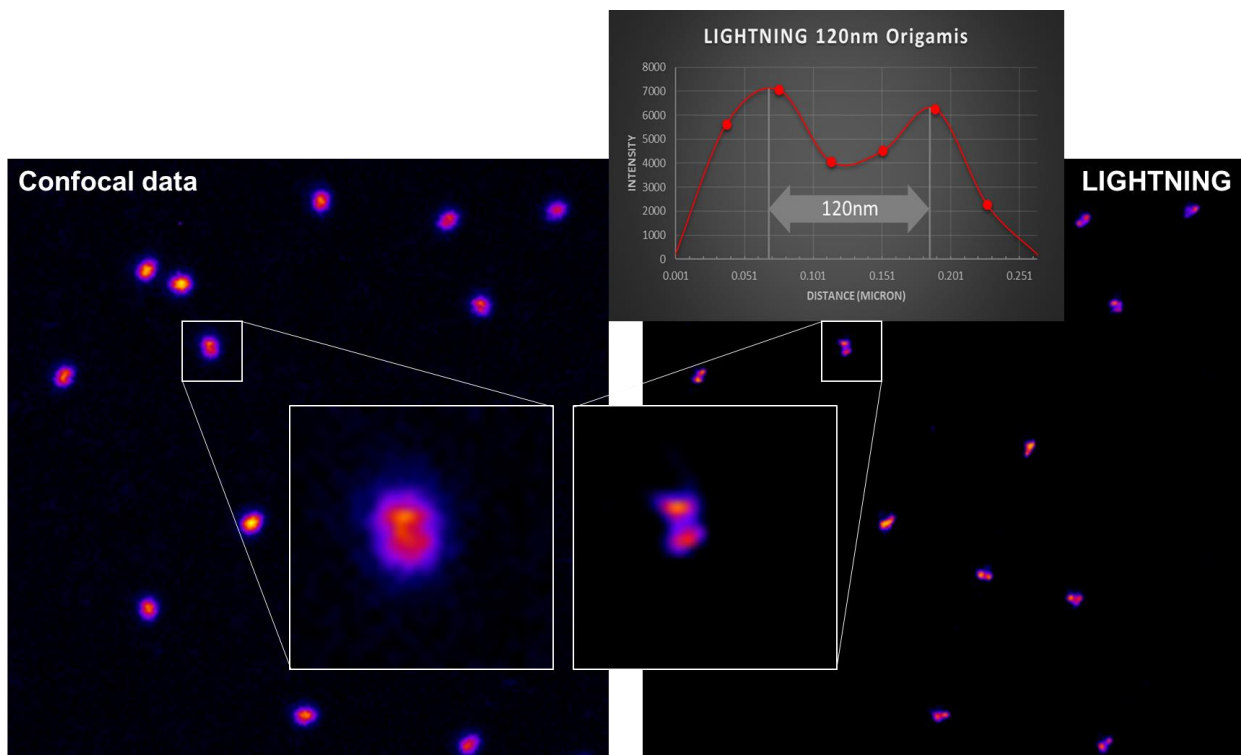 LIGHTNING 120nm Origamis
8000
7000
6000
5000
4000
3000
2000
1000
0
INTENSITY
120nm
0.001 0.051 0.101 0.151 0.201 0.251
DISTANCE (MICRON)
Confocal data
LIGHTNING